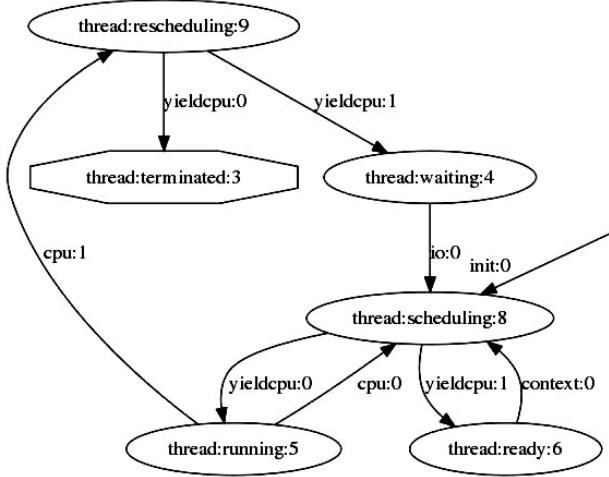 thread:rescheduling:9
yieldcpu:0
yieldcpu:1
thread:terminated:3
thread:waiting:4
cpu:1
io:0
init:0
thread:scheduling:8
yieldcpu:0
cpu:0
yieldcpu:1
context:0
thread:running:5
thread:ready:6